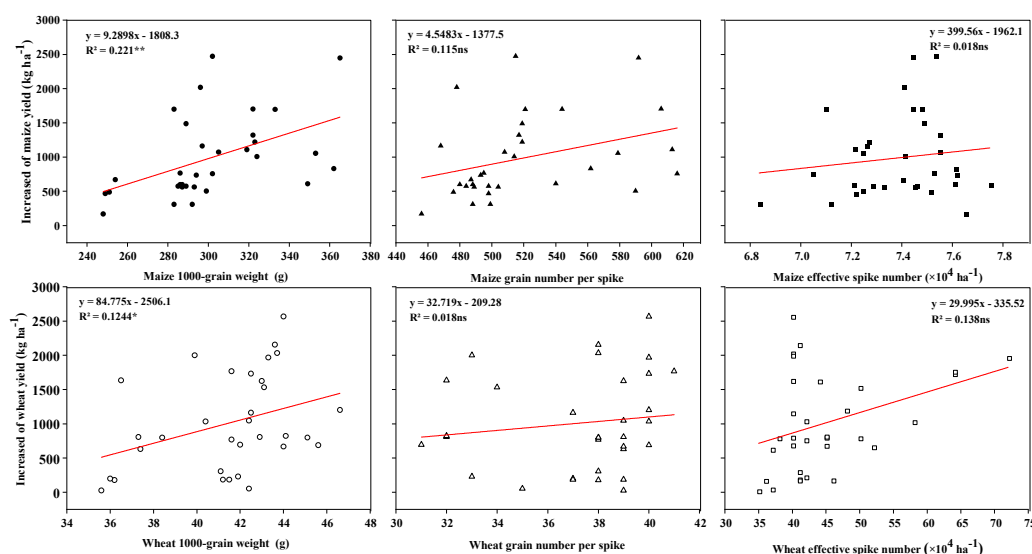 y = 9.2898x - 1808.3
R² = 0.221**
y = 4.5483x - 1377.5
R² = 0.115ns
399.56x - 1962.1
R² = 0.018ns
Increased of maize yield (kg ha⁻¹)
3000
2500
2000
1500
1000
500
0
240 260 280 300 320 340 360 380
440 460 480 500 520 540 560 580 600 620
6.8 7.0 7.2 7.4 7.6 7.8
Maize 1000-grain weight (g)
Maize grain number per spike
Maize effective spike number (×10⁴ ha⁻¹)
y = 84.775x - 2506.1
R² = 0.1244*
y = 32.719x - 209.28
R² = 0.018ns
y = 29.995x - 335.52
R² = 0.138ns
Increased of wheat yield (kg ha⁻¹)
3000
2500
2000
1500
1000
500
0
34 36 38 40 42 44 46 48
30 33 36 39 42
30 35 40 45 50 55 60 65 70 75
Wheat 1000-grain weight (g)
Wheat grain number per spike
Wheat effective spike number (×10⁴ ha⁻¹)